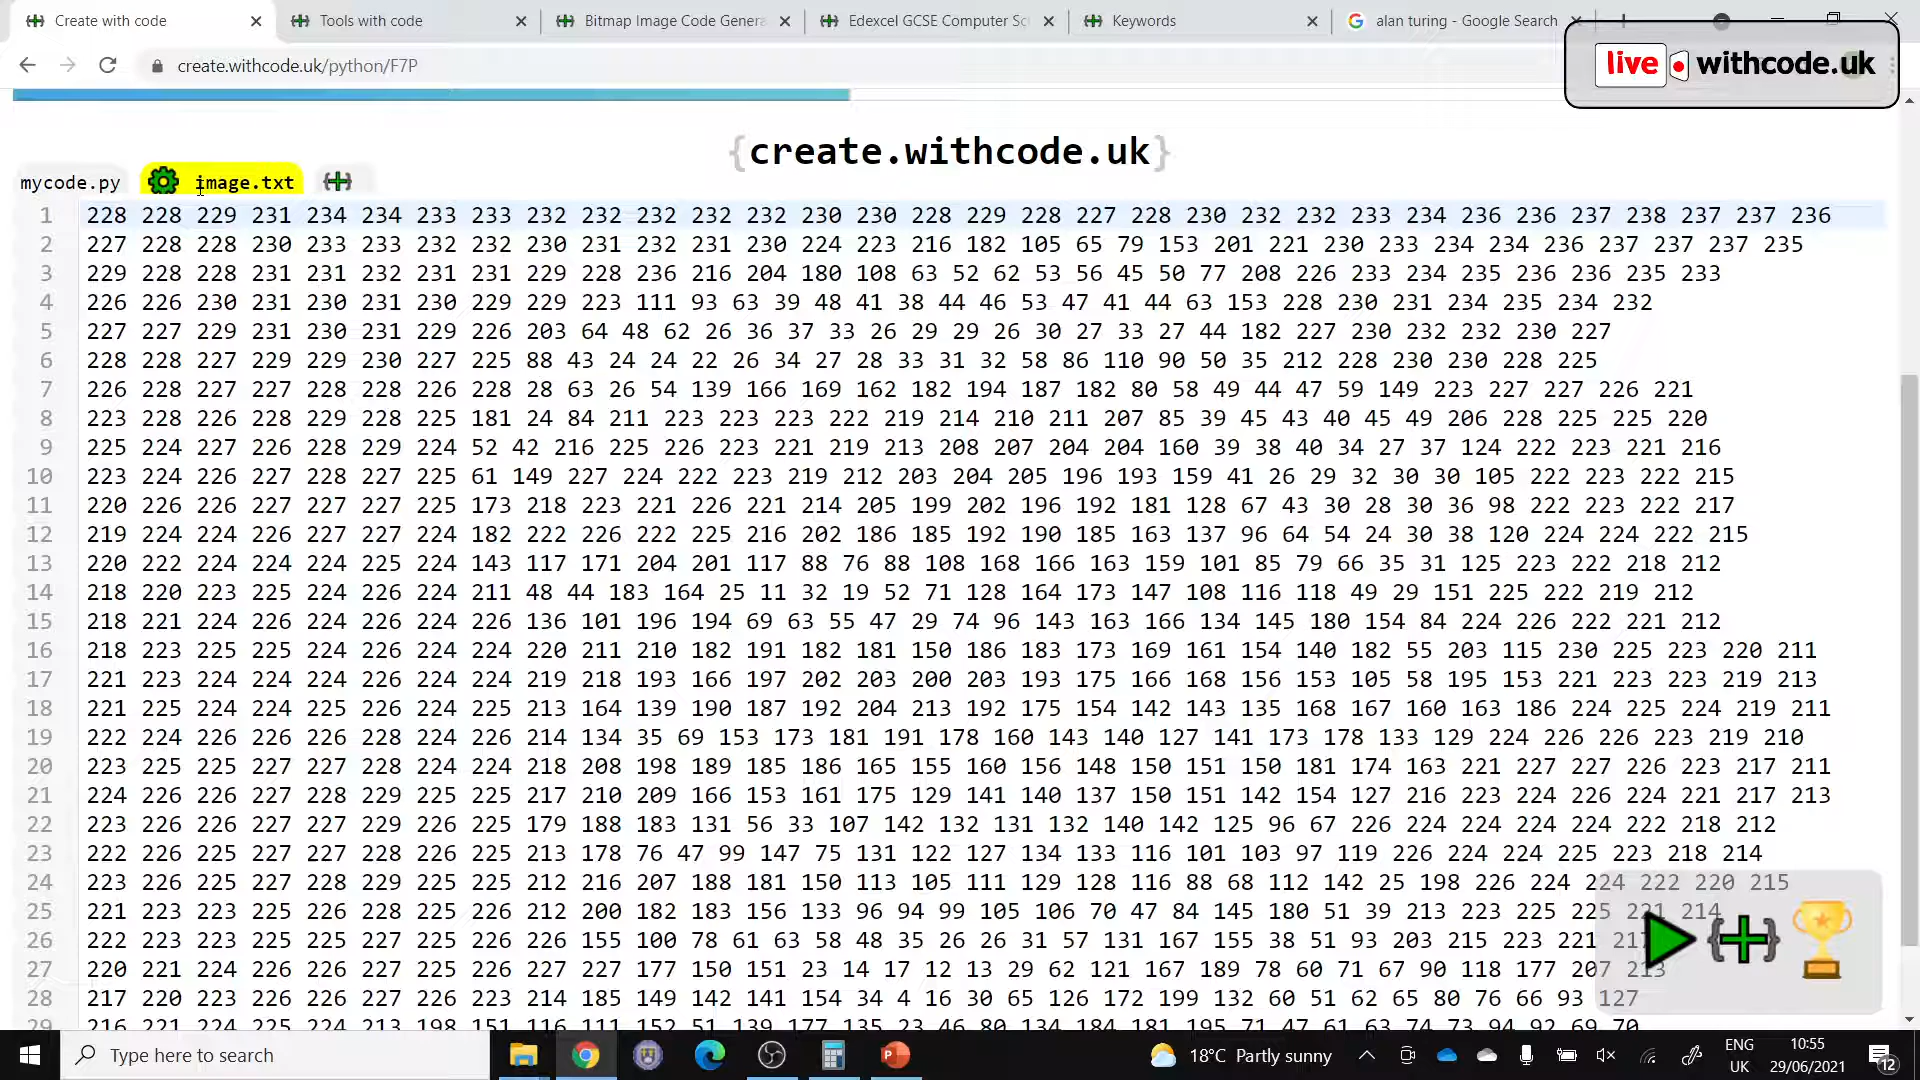 Create with code
Tools with code
Bitmap Image Code Genera
Edexcel GCSE Computer Sc
Keywords
alan turing - Google Search
create.withcode.uk/python/F7P
live withcode.uk
{create.withcode.uk}
mycode.py
image.txt
1 228 228 229 231 234 234 233 233 232 232 232 232 232 230 230 228 229 228 227 228 230 232 232 233 234 236 236 237 238 237 237 236
2 227 228 228 230 233 233 232 232 230 231 232 231 230 224 223 216 182 105 65 79 153 201 221 230 233 234 234 236 237 237 237 235
3 229 228 228 231 231 232 231 231 229 228 236 216 204 180 108 63 52 62 53 56 45 50 77 208 226 233 234 235 236 236 235 233
4 226 226 230 231 230 231 230 229 229 223 111 93 63 39 48 41 38 44 46 53 47 41 44 63 153 228 230 231 234 235 234 232
5 227 227 229 231 230 231 229 226 203 64 48 62 26 36 37 33 26 29 29 26 30 27 33 27 44 182 227 230 232 232 230 227
6 228 228 227 229 229 230 227 225 88 43 24 24 22 26 34 27 28 33 31 32 58 86 110 90 50 35 212 228 230 230 228 225
7 226 228 227 227 228 228 226 228 28 63 26 54 139 166 169 162 182 194 187 182 80 58 49 44 47 59 149 223 227 227 226 221
8 223 228 226 228 229 228 225 181 24 84 211 223 223 223 222 219 214 210 211 207 85 39 45 43 40 45 49 206 228 225 225 220
9 225 224 227 226 228 229 224 52 42 216 225 226 223 221 219 213 208 207 204 204 160 39 38 40 34 27 37 124 222 223 221 216
10 223 224 226 227 228 227 225 61 149 227 224 222 223 219 212 203 204 205 196 193 159 41 26 29 32 30 30 105 222 223 222 215
11 220 226 226 227 227 227 225 173 218 223 221 226 221 214 205 199 202 196 192 181 128 67 43 30 28 30 36 98 222 223 222 217
12 219 224 224 226 227 227 224 182 222 226 222 225 216 202 186 185 192 190 185 163 137 96 64 54 24 30 38 120 224 224 222 215
13 220 222 224 224 224 225 224 143 117 171 204 201 117 88 76 88 108 168 166 163 159 101 85 79 66 35 31 125 223 222 218 212
14 218 220 223 225 224 226 224 211 48 44 183 164 25 11 32 19 52 71 128 164 173 147 108 116 118 49 29 151 225 222 219 212
15 218 221 224 226 224 226 224 226 136 101 196 194 69 63 55 47 29 74 96 143 163 166 134 145 180 154 84 224 226 222 221 212
16 218 223 225 225 224 226 224 224 220 211 210 182 191 182 181 150 186 183 173 169 161 154 140 182 55 203 115 230 225 223 220 211
17 221 223 224 224 224 226 224 224 219 218 193 166 197 202 203 200 203 193 175 166 168 156 153 105 58 195 153 221 223 223 219 213
18 221 225 224 224 225 226 224 225 213 164 139 190 187 192 204 213 192 175 154 142 143 135 168 167 160 163 186 224 225 224 219 211
19 222 224 226 226 226 228 224 226 214 134 35 69 153 173 181 191 178 160 143 140 127 141 173 178 133 129 224 226 226 223 219 210
20 223 225 225 227 227 228 224 224 218 208 198 189 185 186 165 155 160 156 148 150 151 150 181 174 163 221 227 227 226 223 217 211
21 224 226 226 227 228 229 225 225 217 210 209 166 153 161 175 129 141 140 137 150 151 142 154 127 216 223 224 226 224 221 217 213
22 223 226 226 227 227 229 226 225 179 188 183 131 56 33 107 142 132 131 132 140 142 125 96 67 226 224 224 224 224 222 218 212
23 222 226 225 227 227 228 226 225 213 178 76 47 99 147 75 131 122 127 134 133 116 101 103 97 119 226 224 224 225 223 218 214
24 223 226 225 227 228 229 225 225 212 216 207 188 181 150 113 105 111 129 128 116 88 68 112 142 25 198 226 224 224 222 220 215
25 221 223 223 225 226 228 225 226 212 200 182 183 156 133 96 94 99 105 106 70 47 84 145 180 51 39 213 223 225 225 221 214
26 222 223 223 225 225 227 225 226 226 155 100 78 61 63 58 48 35 26 26 31 57 131 167 155 38 51 93 203 215 223 221
27 220 221 224 226 226 227 225 226 227 227 177 150 151 23 14 17 12 13 29 62 121 167 189 78 60 71 67 90 118 177 207 213
28 217 220 223 226 226 227 226 223 214 185 149 142 141 154 34 4 16 30 65 126 172 199 132 60 51 62 65 80 76 66 93 127
29 216 221 224 225 224 213 198 151 116 111 152 51 139 177 135 23 46 80 134 184 181 195 71 47 61 63 74 73 94 92 69 70
Type here to search
18°C Partly sunny
ENG
UK
10:55
29/06/2021
12